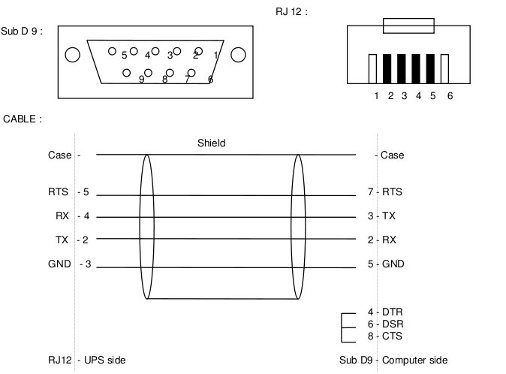 RJ 12 :
Sub D 9 :
5 4 3 2 1
9 8 7 6
1 2 3 4 5 6
CABLE :
Shield
Case - - Case
RTS - 5 7 - RTS
RX - 4 3 - TX
TX - 2 2 - RX
GND - 3 5 - GND
4 - DTR
6 - DSR
8 - CTS
RJ12 - UPS side Sub D9 - Computer side